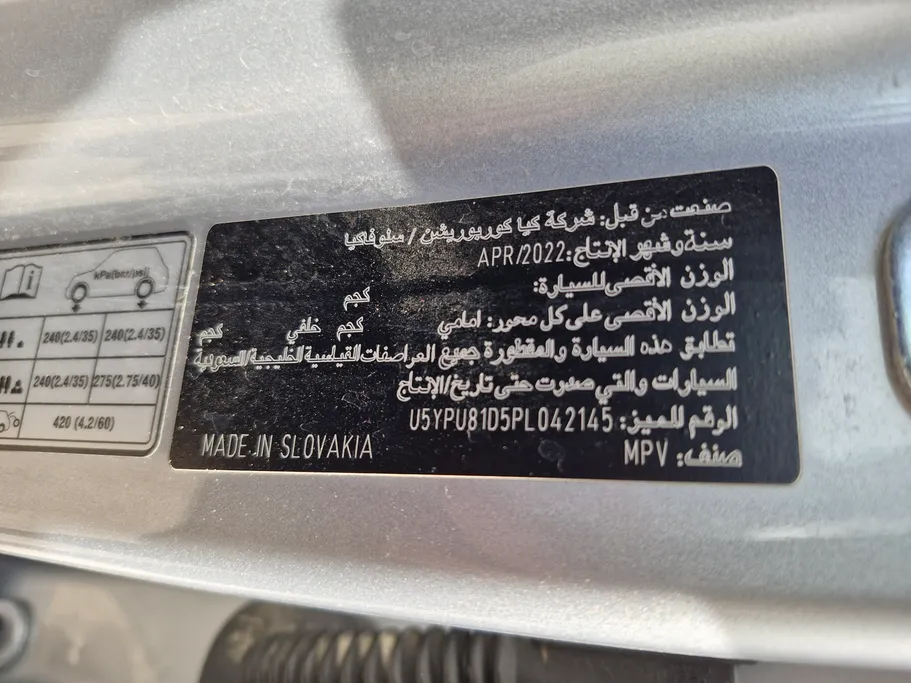 صنعت من قبل: شركة كيا كوربوريشن / سلوفاكيا
سنة وشهر الإنتاج: APR/2022
الوزن الأقصى للسيارة: كجم
الوزن الأقصى على كل محور: امامي كجم خلفي كجم
تطابق هذه السيارة والمقطورة جميع المواصفات القياسية الخليجية/السعودية
السيارات والتي صدرت حتى تاريخ/الإنتاج
الرقم المميز: U5YPU81D5PL042145
صنف: MPV
MADE IN SLOVAKIA
kPa(bar/psi)
240(2.4/35) 240(2.4/35)
240(2.4/35) 275(2.75/40)
420 (4.2/60)